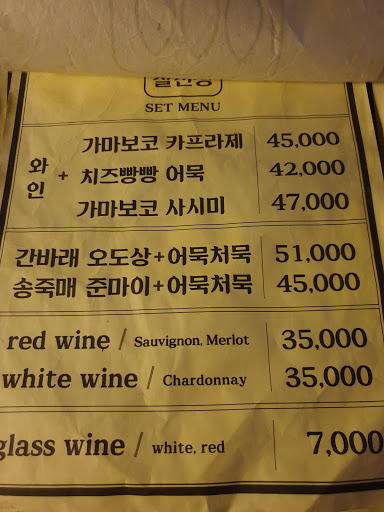 SET MENU
와인 + 가마보코 카프라제 45,000
치즈빵빵 어묵 42,000
가마보코 사시미 47,000
간바래 오도상+어묵처묵 51,000
송죽매 준마이+어묵처묵 45,000
red wine / Sauvignon, Merlot 35,000
white wine / Chardonnay 35,000
glass wine / white, red 7,000